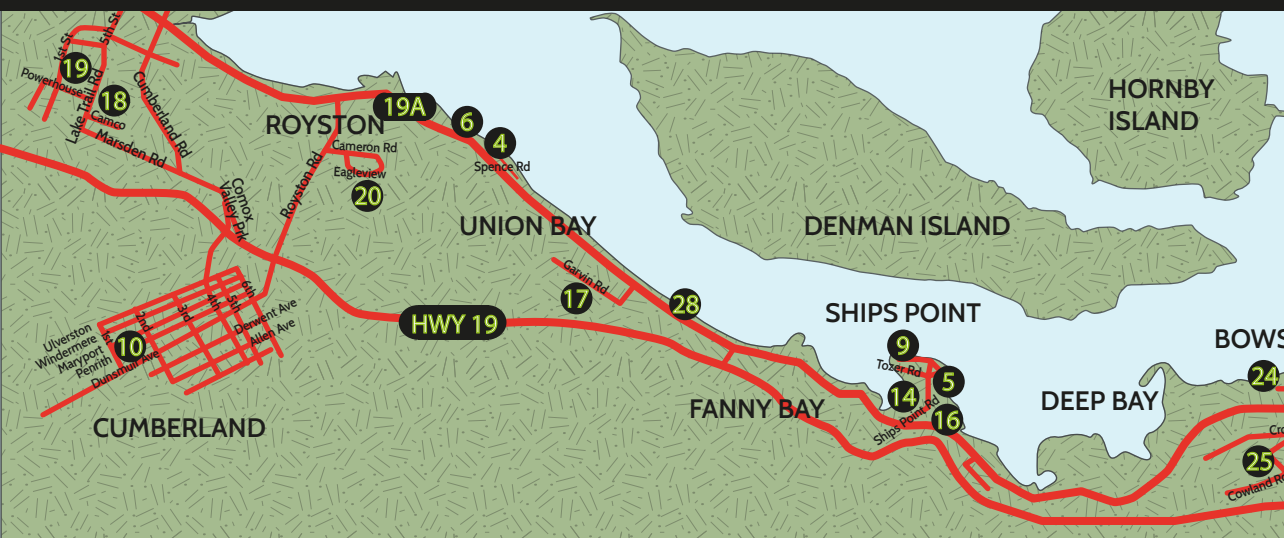 5th St
1st St
19
Powerhouse
Lake Trail Rd
18
Camco
Marsden Rd
Cumberland Rd
HORNBY
ISLAND
19A
6
ROYSTON
4
Cameron Rd
Spence Rd
Eagleview
20
Royston Rd
Comox
Valley Prk
UNION BAY
DENMAN ISLAND
Garvin Rd
17
28
HWY 19
6th
5th
4th
3rd
2nd
1st
Derwent Ave
Allen Ave
Ulverston
Windermere
Maryport
Penrith
Dunsmuir Ave
10
CUMBERLAND
SHIPS POINT
9
Tozer Rd
5
14
16
Ships Point Rd
FANNY BAY
DEEP BAY
BOWS
24
Cro
25
Cowland Rd